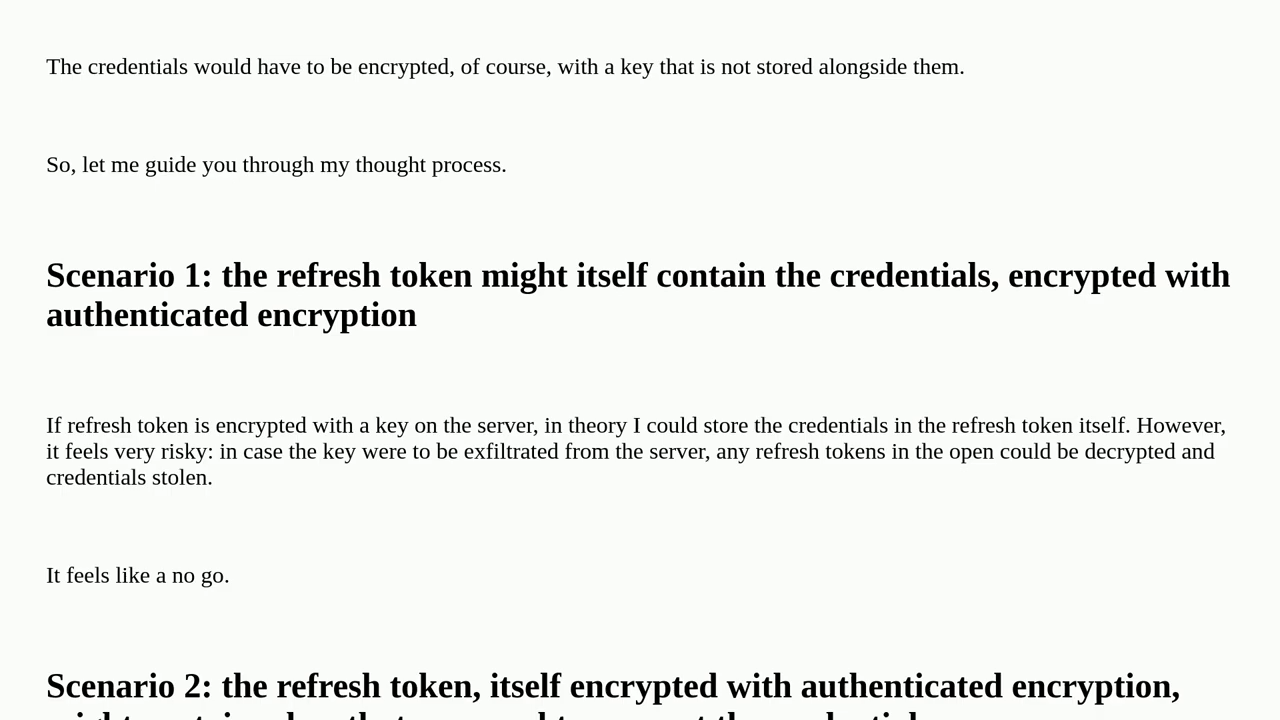 The credentials would have to be encrypted, of course, with a key that is not stored alongside them.
So, let me guide you through my thought process.
Scenario 1: the refresh token might itself contain the credentials, encrypted with
authenticated encryption
If refresh token is encrypted with a key on the server, in theory I could store the credentials in the refresh token itself. However,
it feels very risky: in case the key were to be exfiltrated from the server, any refresh tokens in the open could be decrypted and
credentials stolen.
It feels like a no go.
Scenario 2: the refresh token, itself encrypted with authenticated encryption,